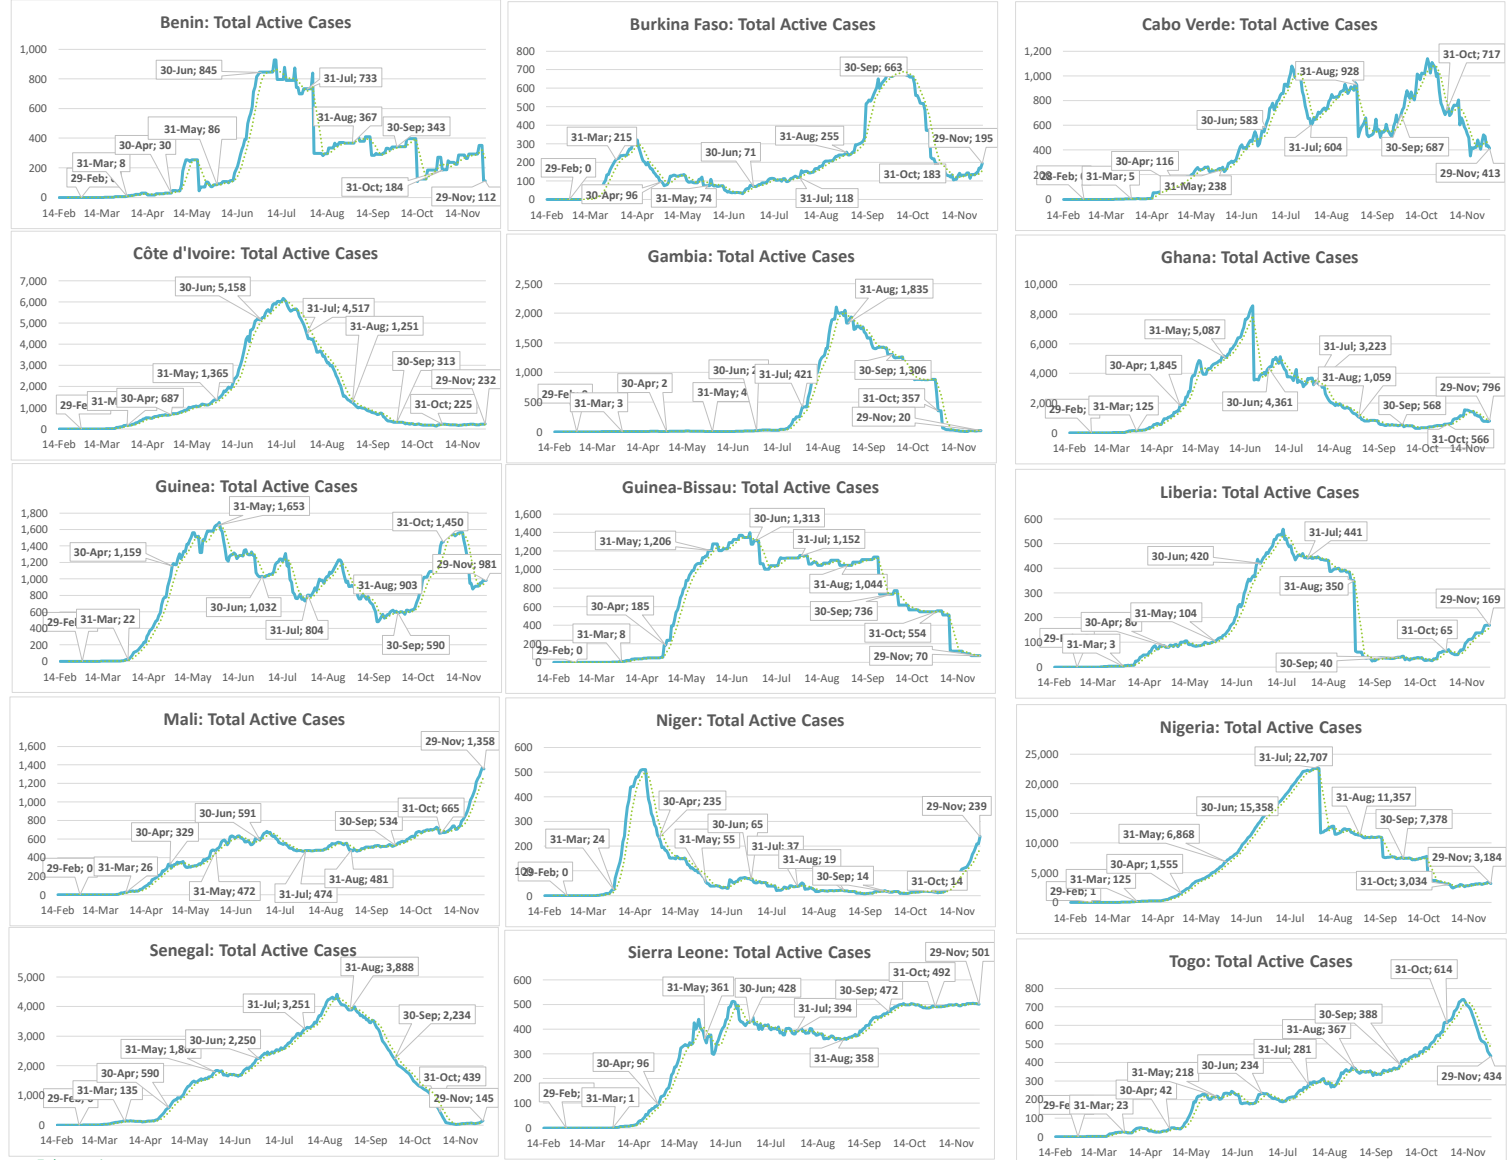 Benin: Total Active Cases
1,000
800
600
400
200
0
30-Jun; 845
31-Jul; 733
31-May; 86
31-Aug; 367
30-Apr; 30
30-Sep; 343
31-Mar; 8
29-Feb;
31-Oct; 184
29-Nov; 112
14-Feb 14-Mar 14-Apr 14-May 14-Jun 14-Jul 14-Aug 14-Sep 14-Oct 14-Nov
Burkina Faso: Total Active Cases
800
700
600
500
400
300
200
100
0
30-Sep; 663
31-Mar; 215
31-Aug; 255
29-Nov; 195
30-Jun; 71
29-Feb; 0
31-Oct; 183
30-Apr; 96
31-May; 74
31-Jul; 118
14-Feb 14-Mar 14-Apr 14-May 14-Jun 14-Jul 14-Aug 14-Sep 14-Oct 14-Nov
Cabo Verde: Total Active Cases
1,200
1,000
800
600
400
200
0
31-Oct; 717
31-Aug; 928
30-Jun; 583
31-Jul; 604
30-Sep; 687
30-Apr; 116
31-Mar; 5
29-Nov; 413
31-May; 238
14-Feb 14-Mar 14-Apr 14-May 14-Jun 14-Jul 14-Aug 14-Sep 14-Oct 14-Nov
Côte d'Ivoire: Total Active Cases
7,000
6,000
5,000
4,000
3,000
2,000
1,000
0
30-Jun; 5,158
31-Jul; 4,517
31-Aug; 1,251
30-Sep; 313
31-May; 1,365
29-Nov; 232
30-Apr; 687
31-Oct; 225
14-Feb 14-Mar 14-Apr 14-May 14-Jun 14-Jul 14-Aug 14-Sep 14-Oct 14-Nov
Gambia: Total Active Cases
2,500
2,000
1,500
1,000
500
0
31-Aug; 1,835
30-Jun;
31-Jul; 421
30-Sep; 1,306
30-Apr; 2
31-May; 4
31-Oct; 357
31-Mar; 3
29-Nov; 20
14-Feb 14-Mar 14-Apr 14-May 14-Jun 14-Jul 14-Aug 14-Sep 14-Oct 14-Nov
Ghana: Total Active Cases
10,000
8,000
6,000
4,000
2,000
0
31-May; 5,087
31-Jul; 3,223
30-Apr; 1,845
31-Aug; 1,059
29-Nov; 796
29-Feb;
31-Mar; 125
30-Jun; 4,361
30-Sep; 568
31-Oct; 566
14-Feb 14-Mar 14-Apr 14-May 14-Jun 14-Jul 14-Aug 14-Sep 14-Oct 14-Nov
Guinea: Total Active Cases
1,800
1,600
1,400
1,200
1,000
800
600
400
200
0
31-May; 1,653
31-Oct; 1,450
30-Apr; 1,159
29-Nov; 981
31-Aug; 903
30-Jun; 1,032
31-Mar; 22
31-Jul; 804
30-Sep; 590
14-Feb 14-Mar 14-Apr 14-May 14-Jun 14-Jul 14-Aug 14-Sep 14-Oct 14-Nov
Guinea-Bissau: Total Active Cases
1,600
1,400
1,200
1,000
800
600
400
200
0
30-Jun; 1,313
31-May; 1,206
31-Jul; 1,152
31-Aug; 1,044
30-Apr; 185
30-Sep; 736
31-Mar; 8
31-Oct; 554
29-Feb; 0
29-Nov; 70
14-Feb 14-Mar 14-Apr 14-May 14-Jun 14-Jul 14-Aug 14-Sep 14-Oct 14-Nov
Liberia: Total Active Cases
600
500
400
300
200
100
0
31-Jul; 441
30-Jun; 420
31-Aug; 350
29-Nov; 169
31-May; 104
30-Apr;
31-Mar; 3
31-Oct; 65
30-Sep; 40
14-Feb 14-Mar 14-Apr 14-May 14-Jun 14-Jul 14-Aug 14-Sep 14-Oct 14-Nov
Mali: Total Active Cases
1,600
1,400
1,200
1,000
800
600
400
200
0
29-Nov; 1,358
30-Jun; 591
31-Oct; 665
30-Apr; 329
30-Sep; 534
29-Feb; 0
31-Mar; 26
31-May; 472
31-Jul; 474
31-Aug; 481
14-Feb 14-Mar 14-Apr 14-May 14-Jun 14-Jul 14-Aug 14-Sep 14-Oct 14-Nov
Niger: Total Active Cases
600
500
400
300
200
100
0
30-Apr; 235
29-Nov; 239
31-Mar; 24
31-May; 55
30-Jun; 65
31-Jul; 37
29-Feb; 0
31-Aug; 19
30-Sep; 14
31-Oct; 14
14-Feb 14-Mar 14-Apr 14-May 14-Jun 14-Jul 14-Aug 14-Sep 14-Oct 14-Nov
Nigeria: Total Active Cases
25,000
20,000
15,000
10,000
5,000
0
31-Jul; 22,707
30-Jun; 15,358
31-Aug; 11,357
30-Sep; 7,378
31-May; 6,868
30-Apr; 1,555
31-Mar; 125
29-Feb; 1
29-Nov; 3,184
31-Oct; 3,034
14-Feb 14-Mar 14-Apr 14-May 14-Jun 14-Jul 14-Aug 14-Sep 14-Oct 14-Nov
Senegal: Total Active Cases
5,000
4,000
3,000
2,000
1,000
0
31-Aug; 3,888
31-Jul; 3,251
30-Sep; 2,234
30-Jun; 2,250
31-May; 1,802
30-Apr; 590
31-Mar; 135
31-Oct; 439
29-Nov; 145
14-Feb 14-Mar 14-Apr 14-May 14-Jun 14-Jul 14-Aug 14-Sep 14-Oct 14-Nov
Sierra Leone: Total Active Cases
600
500
400
300
200
100
0
29-Nov; 501
31-May; 361
30-Jun; 428
31-Oct; 492
30-Sep; 472
31-Jul; 394
30-Apr; 96
31-Aug; 358
29-Feb;
31-Mar; 1
14-Feb 14-Mar 14-Apr 14-May 14-Jun 14-Jul 14-Aug 14-Sep 14-Oct 14-Nov
Togo: Total Active Cases
800
700
600
500
400
300
200
100
0
31-Oct; 614
30-Sep; 388
31-Aug; 367
31-Jul; 281
30-Jun; 234
31-May; 218
30-Apr; 42
31-Mar; 23
29-Nov; 434
14-Feb 14-Mar 14-Apr 14-May 14-Jun 14-Jul 14-Aug 14-Sep 14-Oct 14-Nov